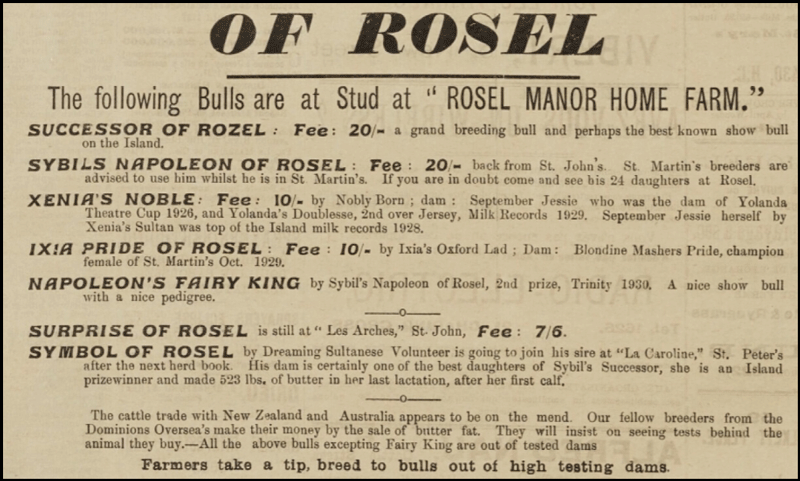 OF ROSEL
The following Bulls are at Stud at "ROSEL MANOR HOME FARM."
SUCCESSOR OF ROZEL: Fee: 20/- a grand breeding bull and perhaps the best known show bull
on the Island.
SYBILS NAPOLEON OF ROSEL: Fee: 20/- back from St. John's. St. Martin's breeders are
advised to use him whilst he is in St Martin's. If you are in doubt come and see his 24 daughters at Rosel.
XENIA'S NOBLE: Fee: 10/- by Nobly Born; dam: September Jessie who was the dam of Yolanda
Theatre Cup 1926, and Yolanda's Doublesse, 2nd over Jersey, Milk Records 1929. September Jessie herself by
Xenia's Sultan was top of the Island milk records 1928.
IXIA PRIDE OF ROSEL: Fee: 10/- by Ixia's Oxford Lad; Dam: Blondine Mashers Pride, champion
female of St. Martin's Oct. 1929.
NAPOLEON'S FAIRY KING by Sybil's Napoleon of Rosel, 2nd prize, Trinity 1930. A nice show bull
with a nice pedigree.
SURPRISE OF ROSEL is still at "Les Arches," St. John, Fee: 7/6.
SYMBOL OF ROSEL by Dreaming Sultanese Volunteer is going to join his sire at "La Caroline," St. Peter's
after the next herd book. His dam is certainly one of the best daughters of Sybil's Successor, she is an Island
prizewinner and made 523 lbs. of butter in her last lactation, after her first calf.
The cattle trade with New Zealand and Australia appears to be on the mend. Our fellow breeders from the
Dominions Oversea's make their money by the sale of butter fat. They will insist on seeing tests behind the
animal they buy.—All the above bulls excepting Fairy King are out of tested dams
Farmers take a tip, breed to bulls out of high testing dams.